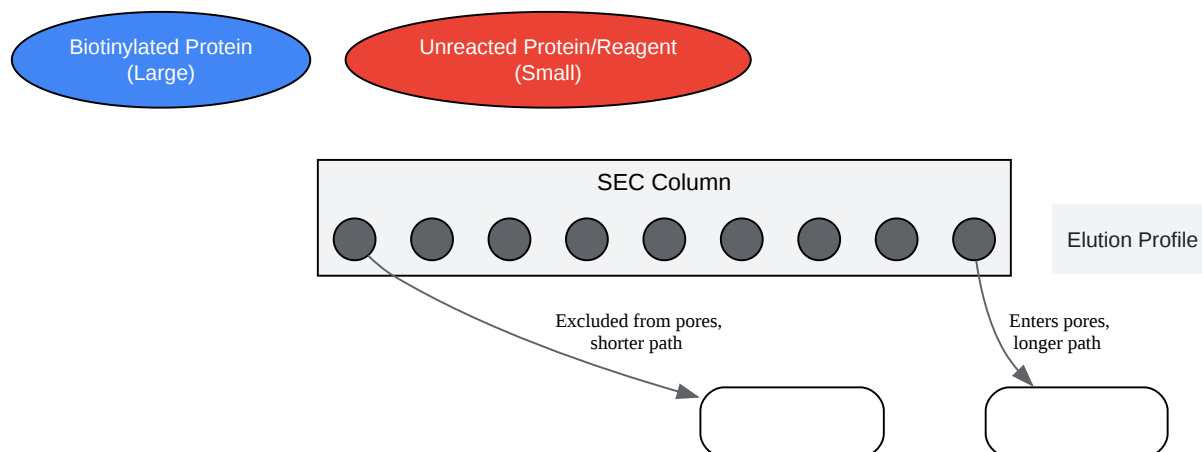 Biotinylated Protein
(Large)
Unreacted Protein/Reagent
(Small)
SEC Column
Elution Profile
Excluded from pores,
shorter path
Enters pores,
longer path